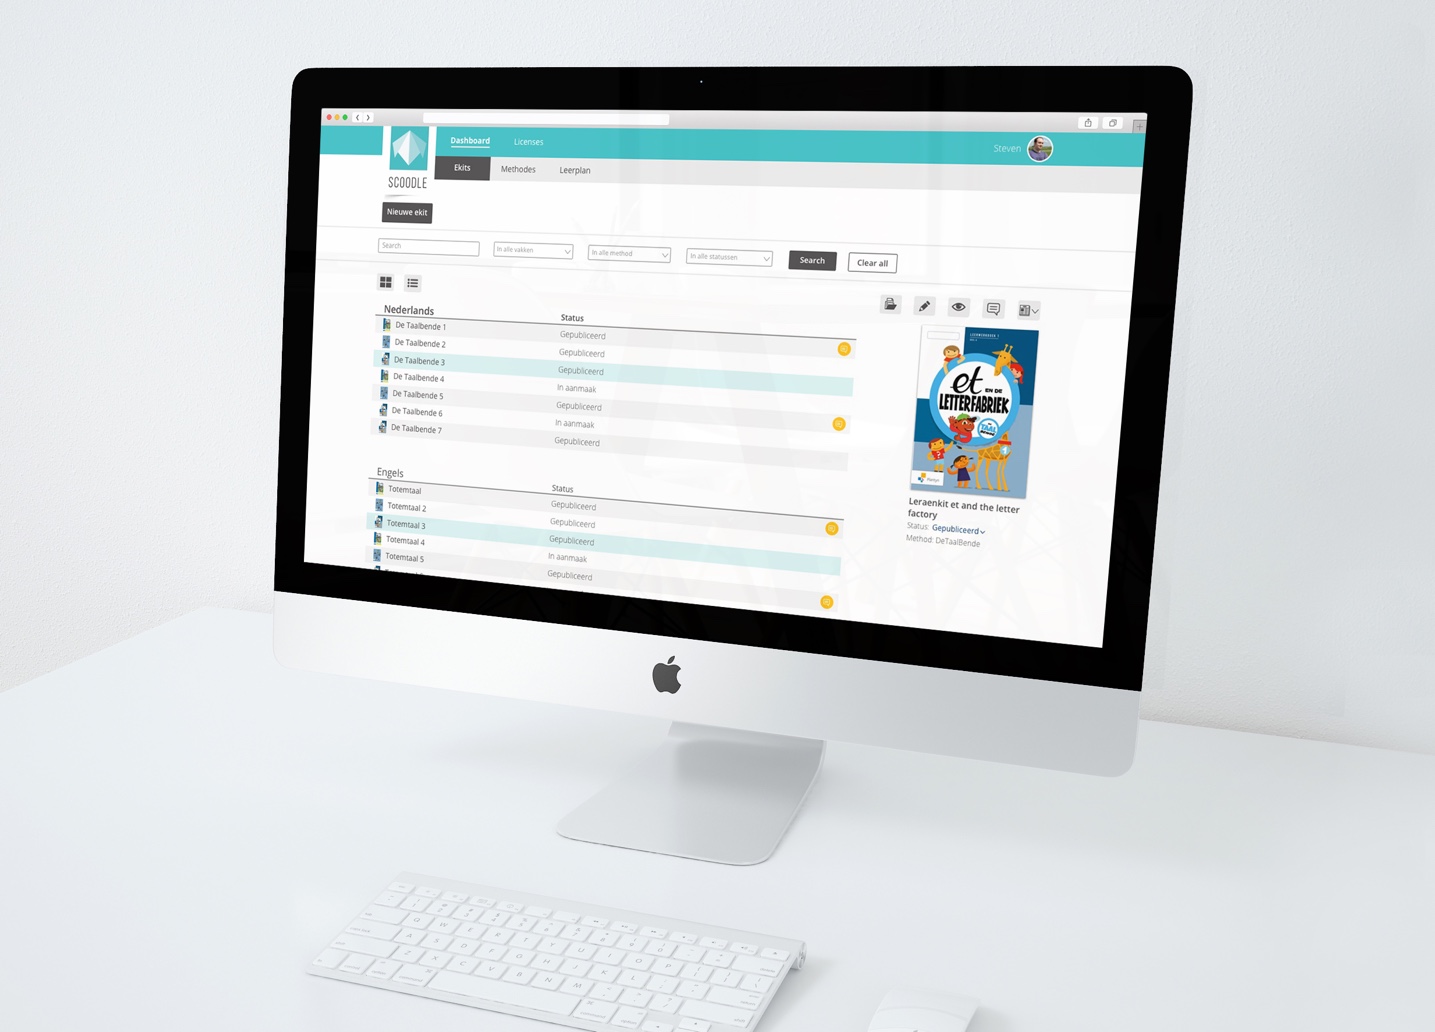 Dashboard
Licenses
Steven
SCOODLE
Ekits
Methodes
Leerplan
Nieuwe ekit
Search
In alle vakken
In alle method
In alle statussen
Search
Clear all
Nederlands
Status
De Taalbende 1
Gepubliceerd
De Taalbende 2
Gepubliceerd
De Taalbende 3
Gepubliceerd
De Taalbende 4
In aanmaak
De Taalbende 5
Gepubliceerd
De Taalbende 6
In aanmaak
De Taalbende 7
Gepubliceerd
Engels
Status
Totemtaal
Gepubliceerd
Totemtaal 2
Gepubliceerd
Totemtaal 3
Gepubliceerd
Totemtaal 4
In aanmaak
Totemtaal 5
Gepubliceerd
et
EN DE
LETTERFABRIEK
TAAL
1
Plantyn
Leraenkit et and the letter
factory
Status: Gepubliceerd
Method: DeTaalBende